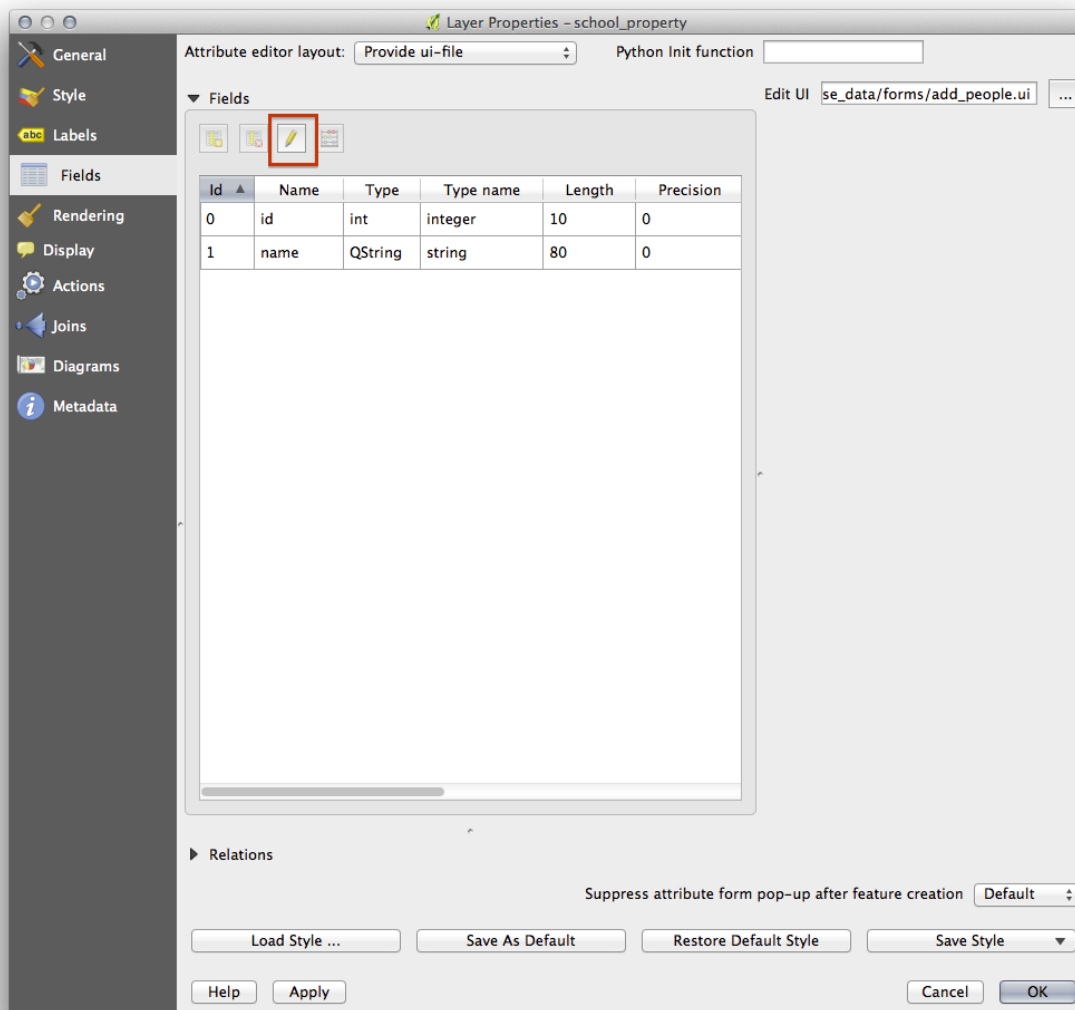 Layer Properties – school_property
General
Style
abc Labels
Fields
Rendering
Display
Actions
Joins
Diagrams
i Metadata
Attribute editor layout: Provide ui-file Python Init function
Fields
Edit UI se_data/forms/add_people.ui ...
Id Name Type Type name Length Precision
0 id int integer 10 0
1 name QString string 80 0
Relations
Suppress attribute form pop-up after feature creation Default
Load Style ... Save As Default Restore Default Style Save Style
Help Apply Cancel OK